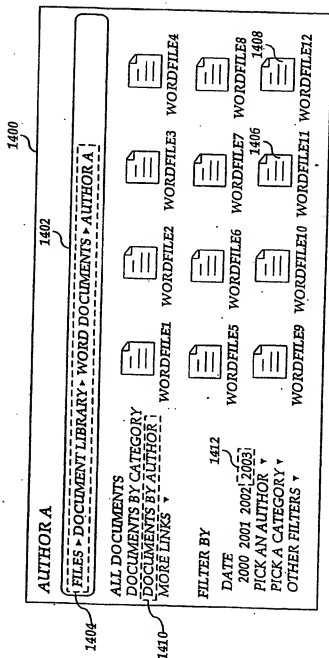 1400
AUTHOR A
1402
FILES ▸ DOCUMENT LIBRARY ▸ WORD DOCUMENTS ▸ AUTHOR A
1404
ALL DOCUMENTS
DOCUMENTS BY CATEGORY
DOCUMENTS BY AUTHOR
MORE LINKS ▾
1410
WORDFILE1 WORDFILE2 WORDFILE3 WORDFILE4
FILTER BY
DATE
1412
2000 2001 2002 2003
PICK AN AUTHOR ▾
PICK A CATEGORY ▾
OTHER FILTERS ▾
WORDFILE5 WORDFILE6 WORDFILE7 WORDFILE8
1406
1408
WORDFILE9 WORDFILE10 WORDFILE11 WORDFILE12